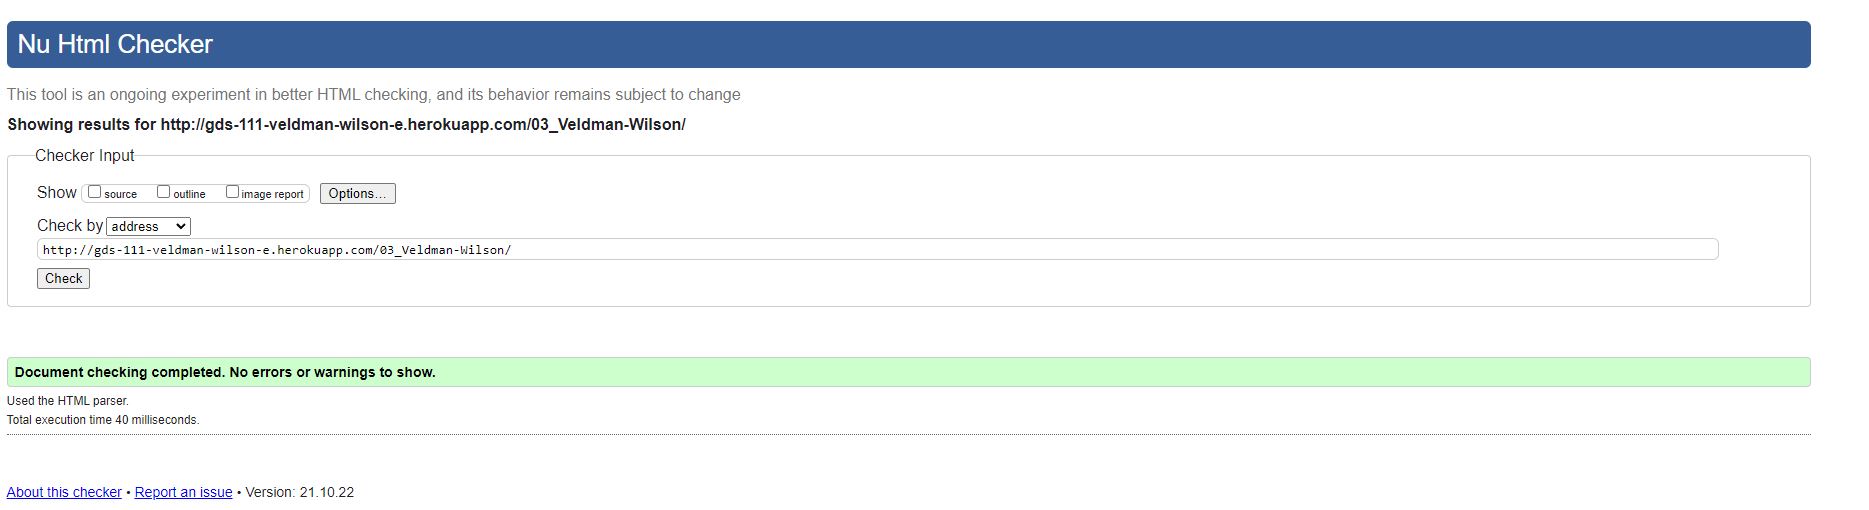 Nu Html Checker
This tool is an ongoing experiment in better HTML checking, and its behavior remains subject to change
Showing results for http://gds-111-veldman-wilson-e.herokuapp.com/03_Veldman-Wilson/
Checker Input
Show source outline image report Options...
Check by address
http://gds-111-veldman-wilson-e.herokuapp.com/03_Veldman-Wilson/
Check
Document checking completed. No errors or warnings to show.
Used the HTML parser.
Total execution time 40 milliseconds.
About this checker • Report an issue • Version: 21.10.22